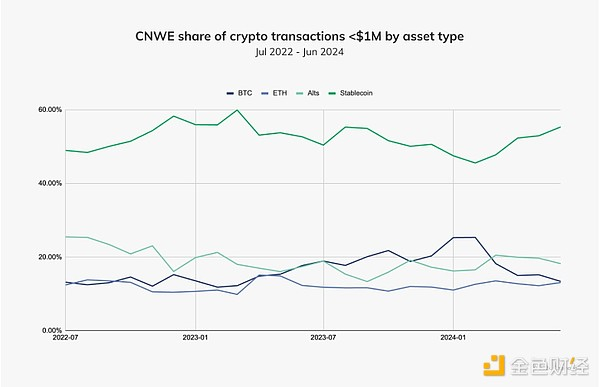 CNWE share of crypto transactions <$1M by asset type
Jul 2022 - Jun 2024
BTC ETH Alts Stablecoin
60.00%
40.00%
20.00%
0.00%
2022-07 2023-01 2023-07 2024-01
金色财经